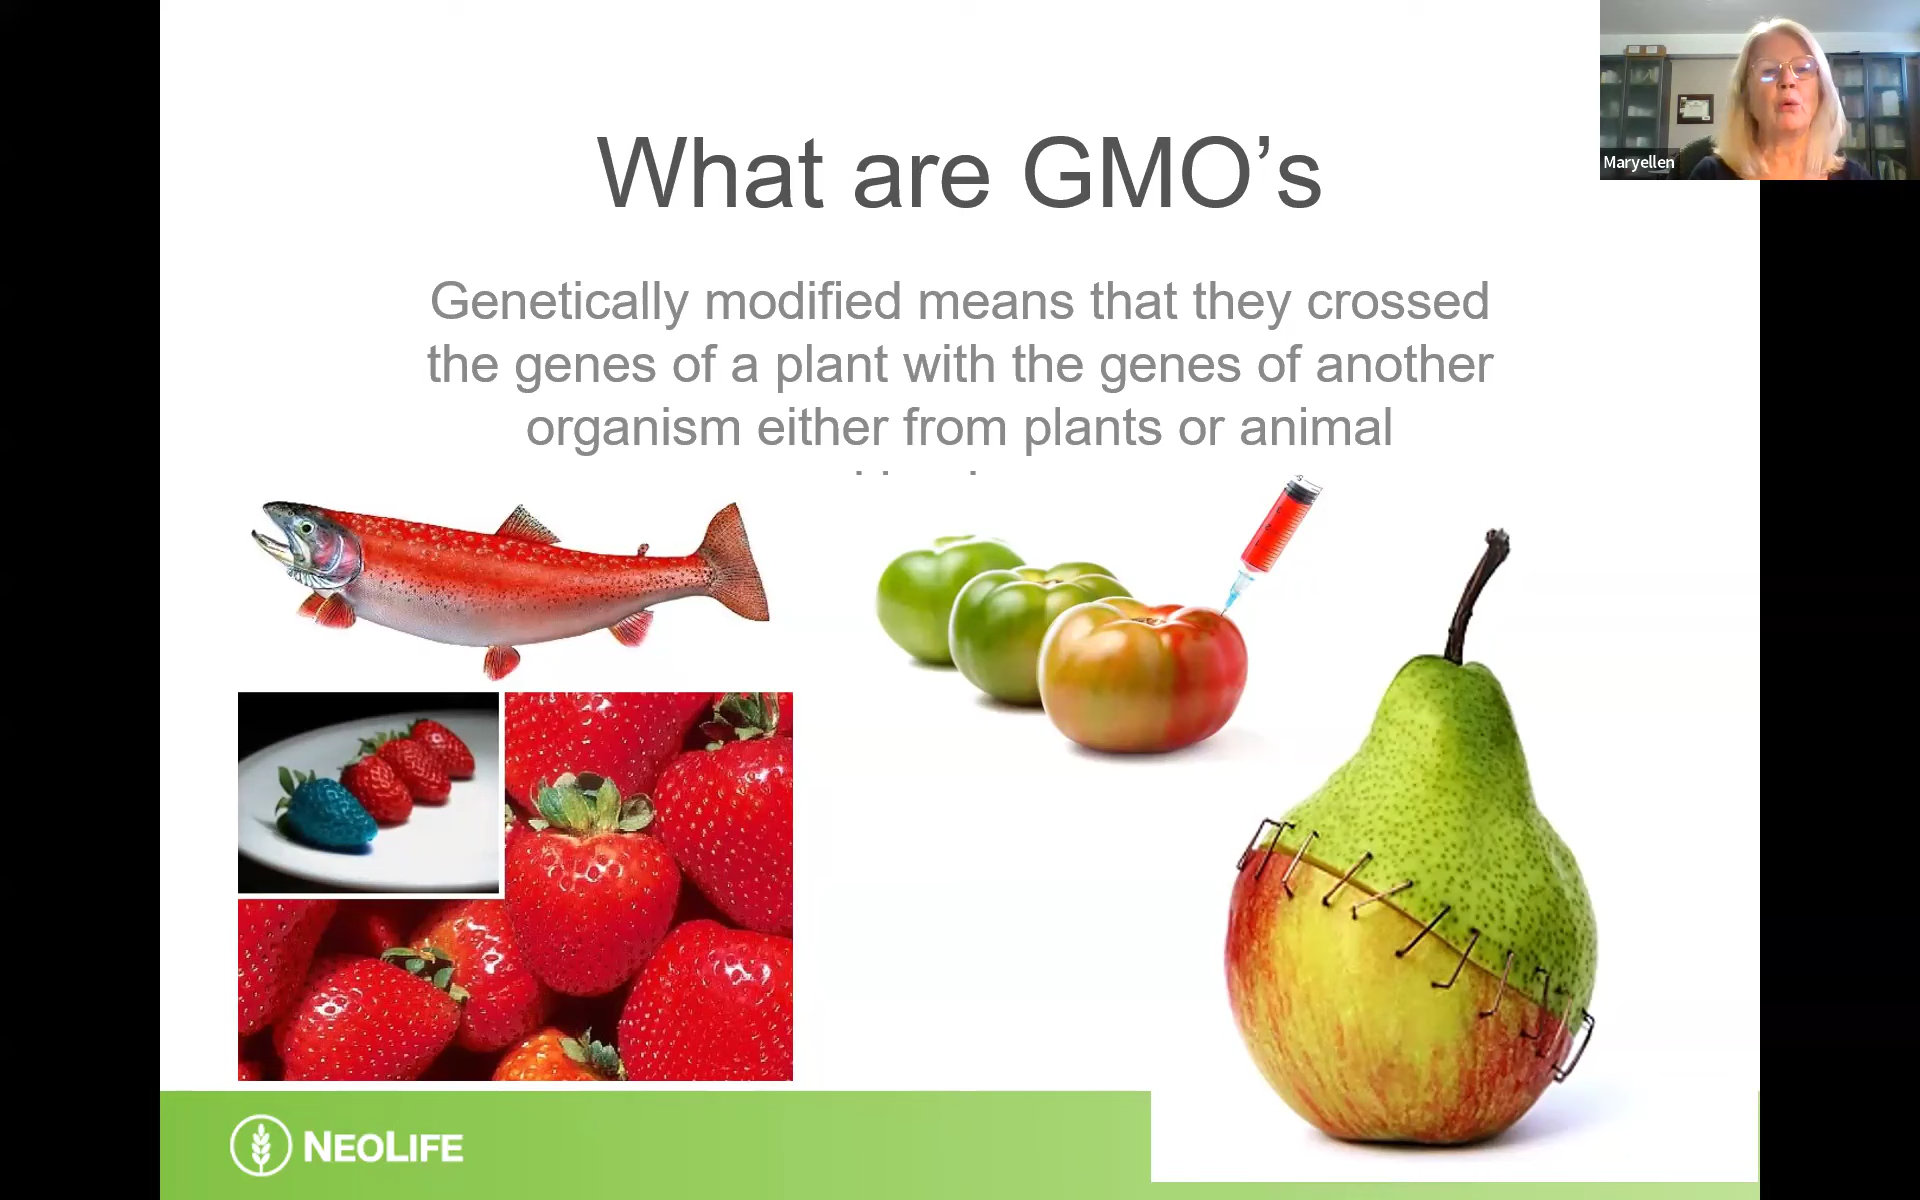 What are GMO’s
Genetically modified means that they crossed
the genes of a plant with the genes of another
organism either from plants or animal
Maryellen
NEOLIFE